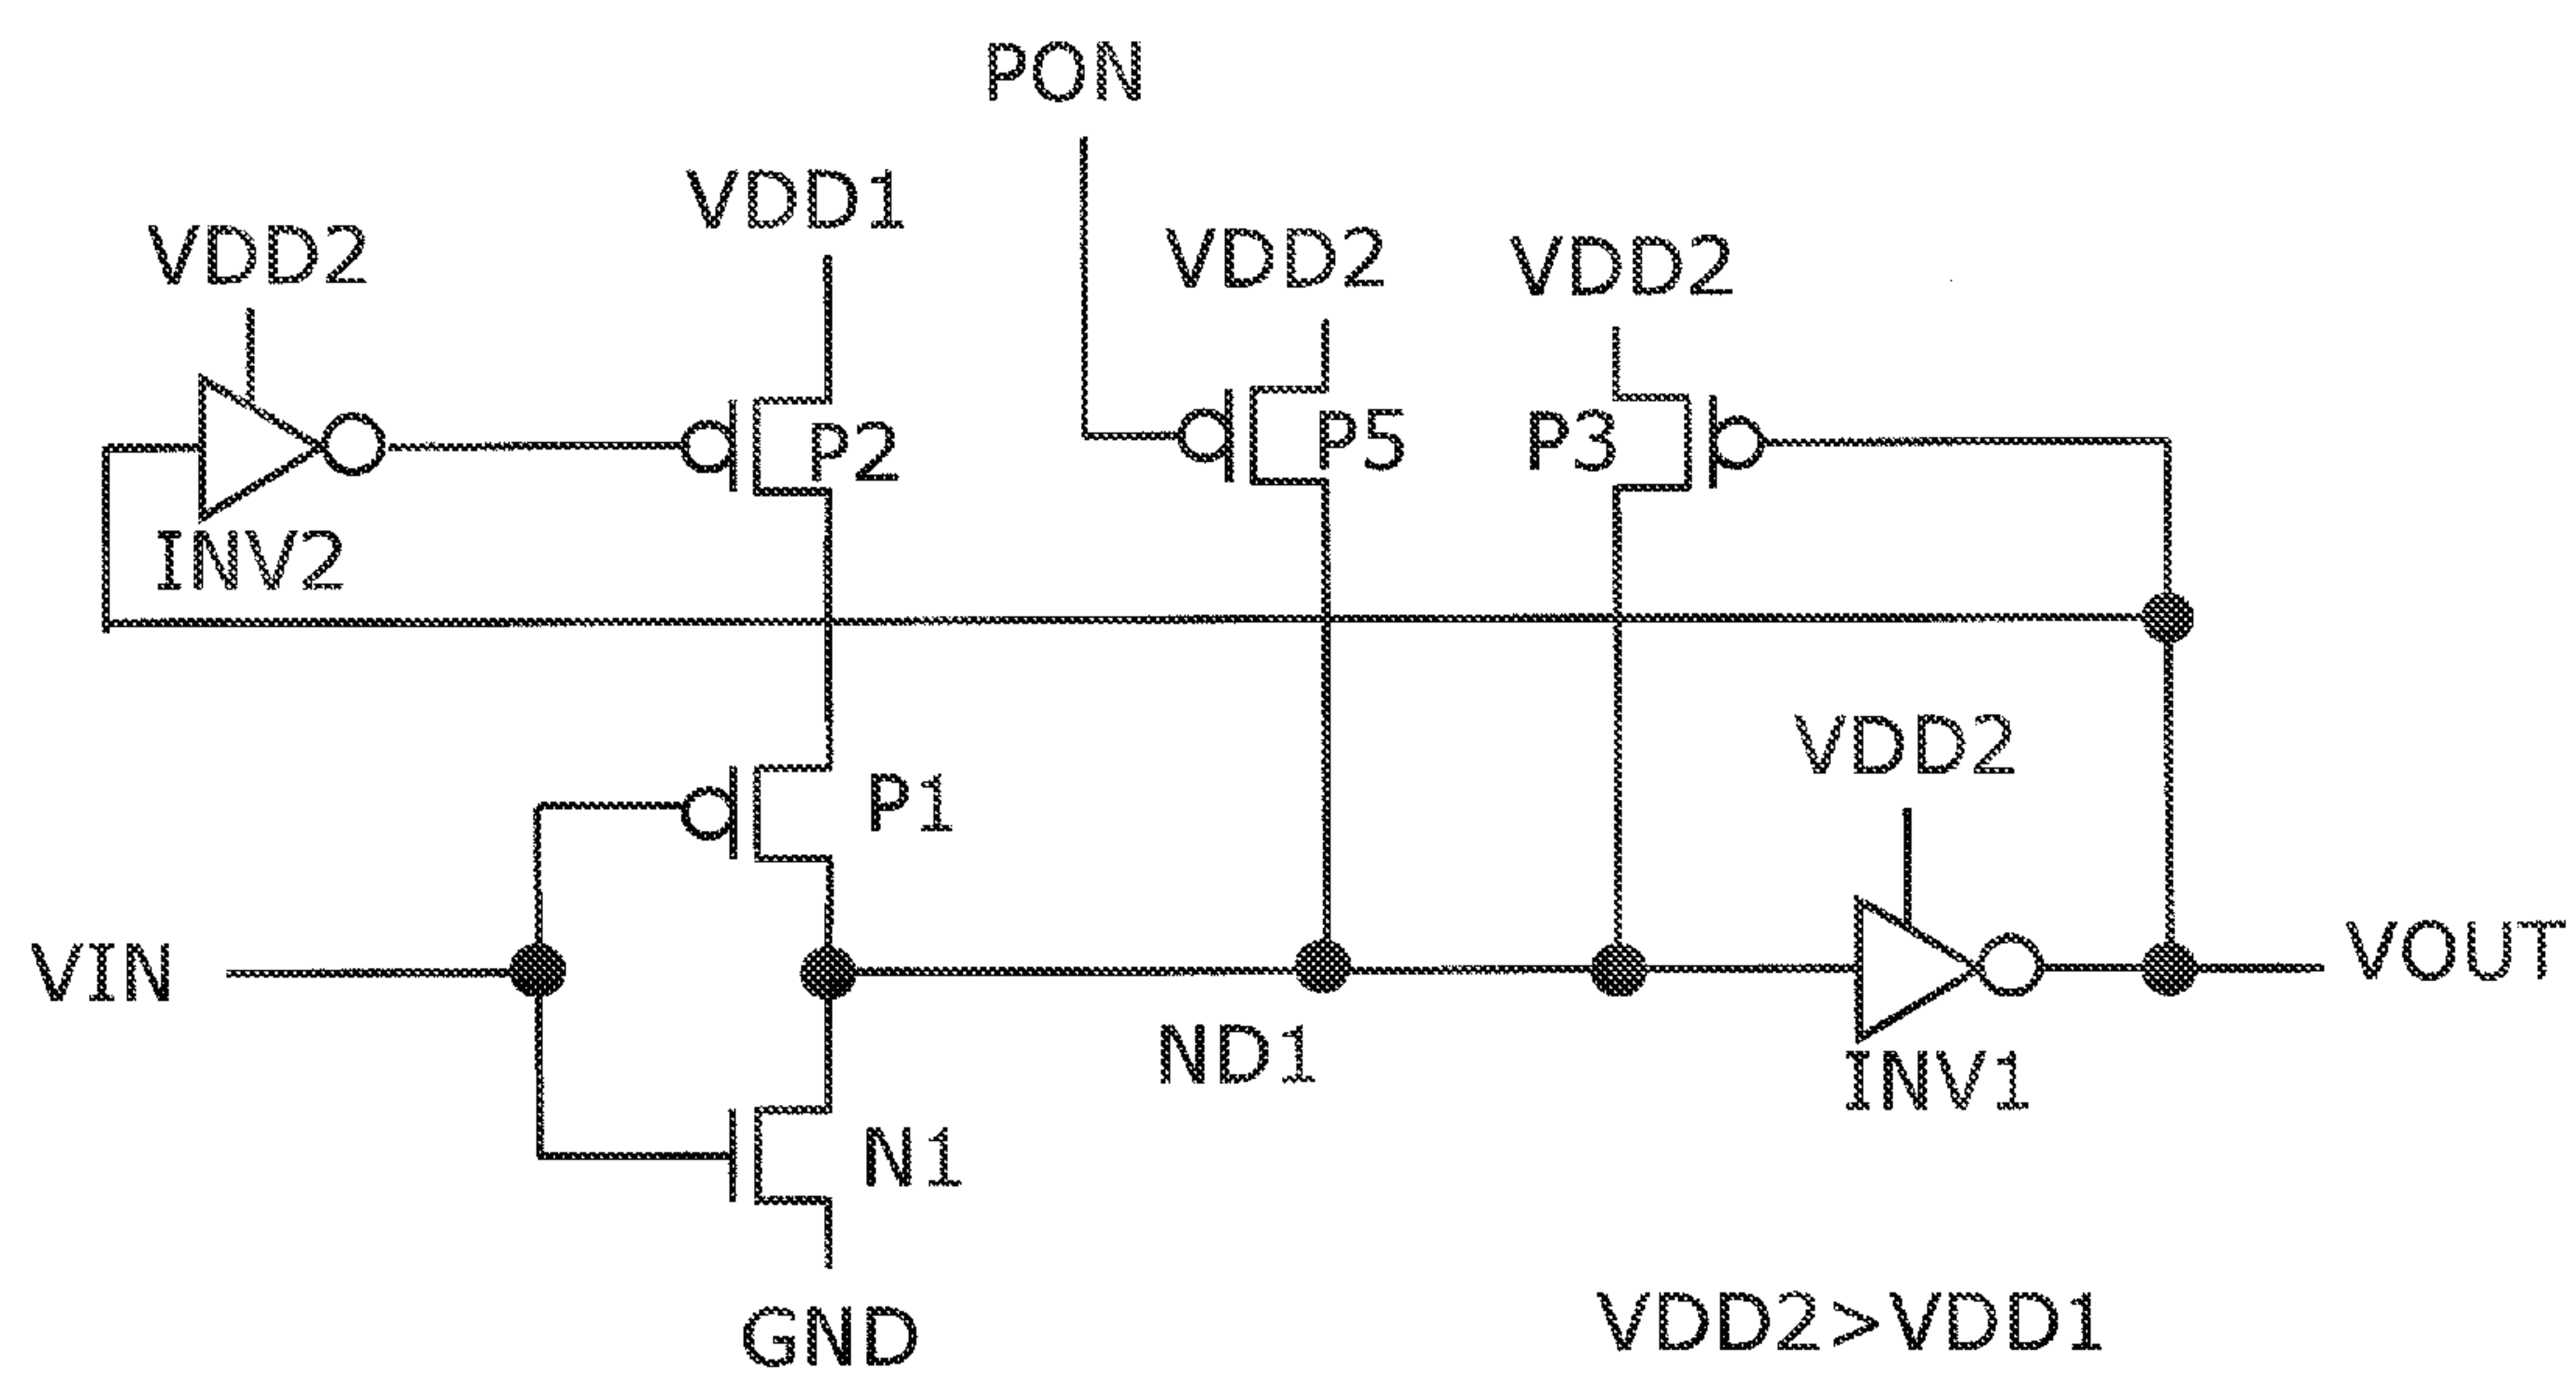 PON
VDD1
VDD2
VDD2
VDD2
P2
P5
P3
INV2
VDD2
P1
VIN
VOUT
ND1
INV1
N1
GND
VDD2>VDD1